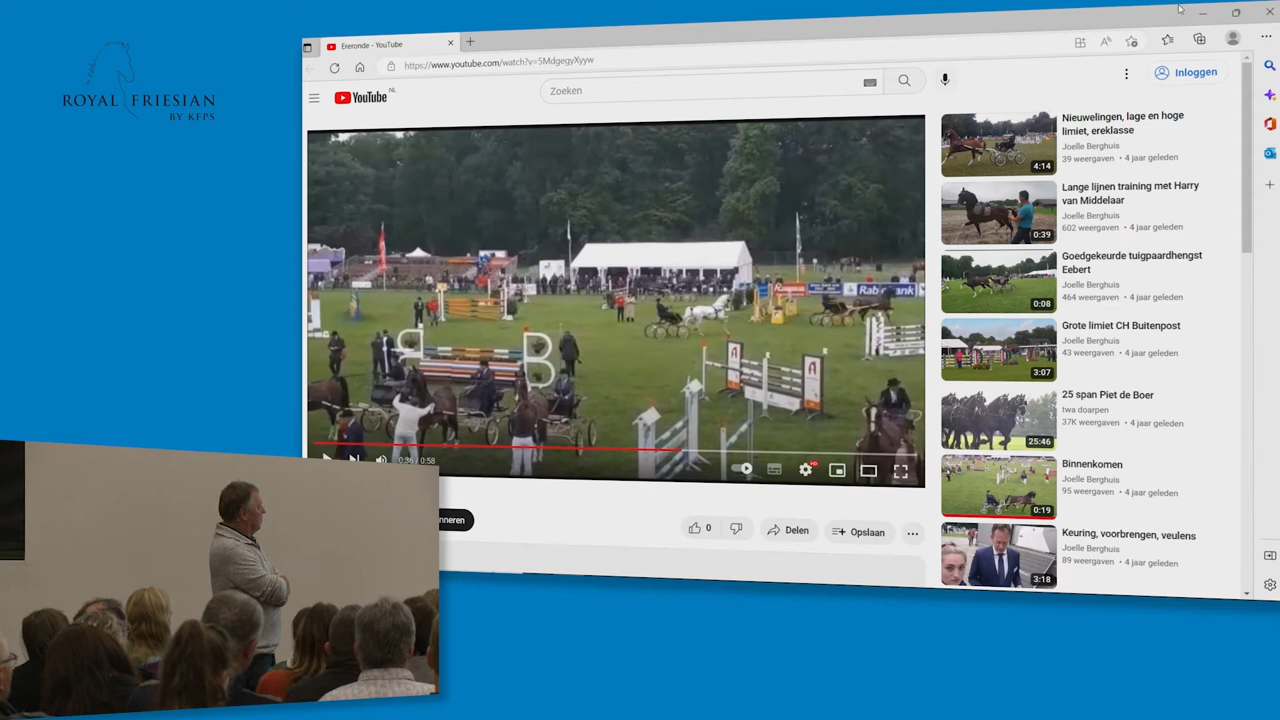 ROYAL FRIESIAN
BY KFPS
Ereronde - YouTube
https://www.youtube.com/watch?v=5MdgegyXyyw
YouTube NL
Zoeken
Inloggen
B B
Rabobank
0:36 / 0:58
HD
nneren
0
Delen
Opslaan
Nieuwelingen, lage en hoge
limiet, ereklasse
Joelle Berghuis
39 weergaven • 4 jaar geleden
4:14
Lange lijnen training met Harry
van Middelaar
Joelle Berghuis
602 weergaven • 4 jaar geleden
0:39
Goedgekeurde tuigpaardhengst
Eebert
Joelle Berghuis
464 weergaven • 4 jaar geleden
0:08
Grote limiet CH Buitenpost
Joelle Berghuis
43 weergaven • 4 jaar geleden
3:07
25 span Piet de Boer
twa doarpen
37K weergaven • 4 jaar geleden
25:46
Binnenkomen
Joelle Berghuis
95 weergaven • 4 jaar geleden
0:19
Keuring, voorbrengen, veulens
Joelle Berghuis
89 weergaven • 4 jaar geleden
3:18